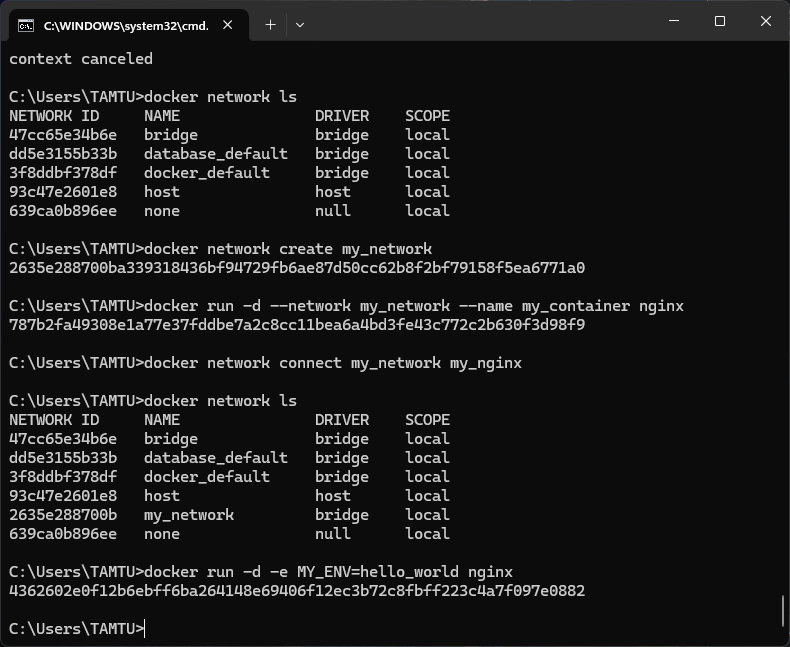 C:\WINDOWS\system32\cmd.
context canceled
C:\Users\TAMTU>docker network ls
NETWORK ID     NAME               DRIVER    SCOPE
47cc65e34b6e   bridge             bridge    local
dd5e3155b33b   database_default   bridge    local
3f8ddbf378df   docker_default     bridge    local
93c47e2601e8   host               host      local
639ca0b896ee   none               null      local
C:\Users\TAMTU>docker network create my_network
2635e288700ba339318436bf94729fb6ae87d50cc62b8f2bf79158f5ea6771a0
C:\Users\TAMTU>docker run -d --network my_network --name my_container nginx
787b2fa49308e1a77e37fddbe7a2c8cc11bea6a4bd3fe43c772c2b630f3d98f9
C:\Users\TAMTU>docker network connect my_network my_nginx
C:\Users\TAMTU>docker network ls
NETWORK ID     NAME               DRIVER    SCOPE
47cc65e34b6e   bridge             bridge    local
dd5e3155b33b   database_default   bridge    local
3f8ddbf378df   docker_default     bridge    local
93c47e2601e8   host               host      local
2635e288700b   my_network         bridge    local
639ca0b896ee   none               null      local
C:\Users\TAMTU>docker run -d -e MY_ENV=hello_world nginx
4362602e0f12b6ebff6ba264148e69406f12ec3b72c8fbff223c4a7f097e0882
C:\Users\TAMTU>